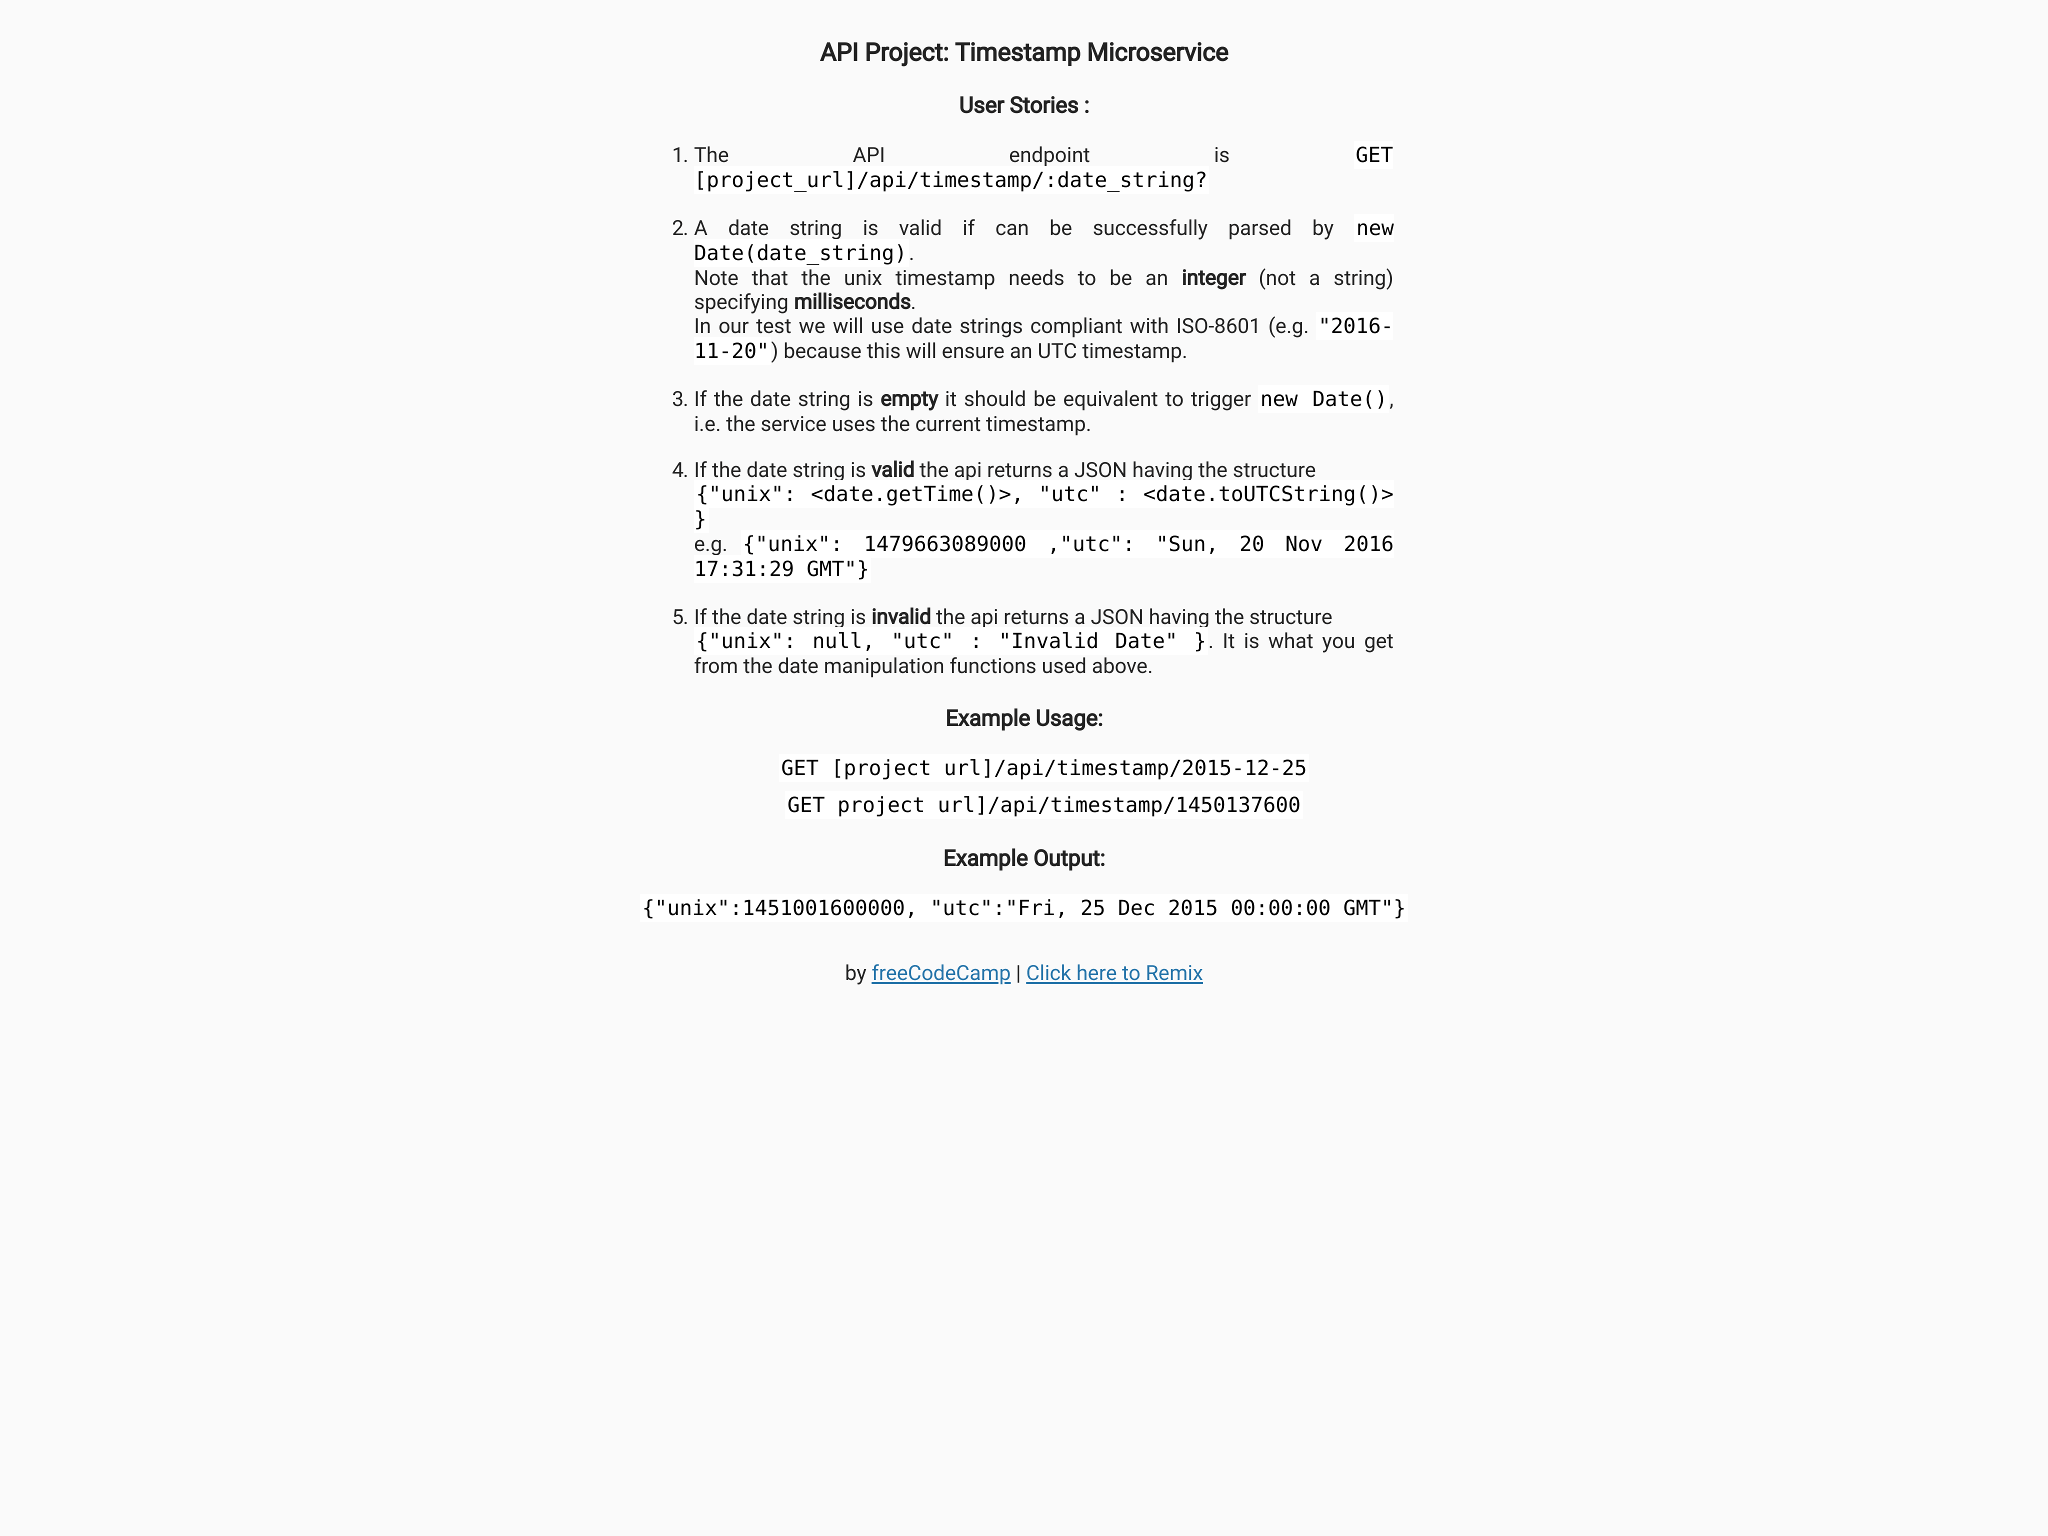 API Project: Timestamp Microservice
User Stories :
1. The API endpoint is GET
[project_url]/api/timestamp/:date_string?
2. A date string is valid if can be successfully parsed by new
Date(date_string).
Note that the unix timestamp needs to be an integer (not a string)
specifying milliseconds.
In our test we will use date strings compliant with ISO-8601 (e.g. "2016-
11-20") because this will ensure an UTC timestamp.
3. If the date string is empty it should be equivalent to trigger new Date(),
i.e. the service uses the current timestamp.
4. If the date string is valid the api returns a JSON having the structure
{"unix": <date.getTime()>, "utc" : <date.toUTCString()>
}
e.g. {"unix": 1479663089000 ,"utc": "Sun, 20 Nov 2016
17:31:29 GMT"}
5. If the date string is invalid the api returns a JSON having the structure
{"unix": null, "utc" : "Invalid Date" }. It is what you get
from the date manipulation functions used above.
Example Usage:
GET [project url]/api/timestamp/2015-12-25
GET project url]/api/timestamp/1450137600
Example Output:
{"unix":1451001600000, "utc":"Fri, 25 Dec 2015 00:00:00 GMT"}
by freeCodeCamp | Click here to Remix